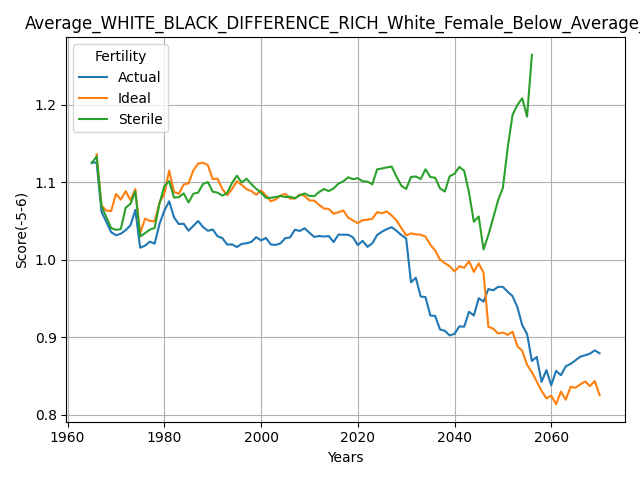 Average_WHITE_BLACK_DIFFERENCE_RICH_White_Female_Below_Average_
Fertility
Actual
Ideal
Sterile
Score(-5-6)
1.2
1.1
1.0
0.9
0.8
1960 1980 2000 2020 2040 2060
Years